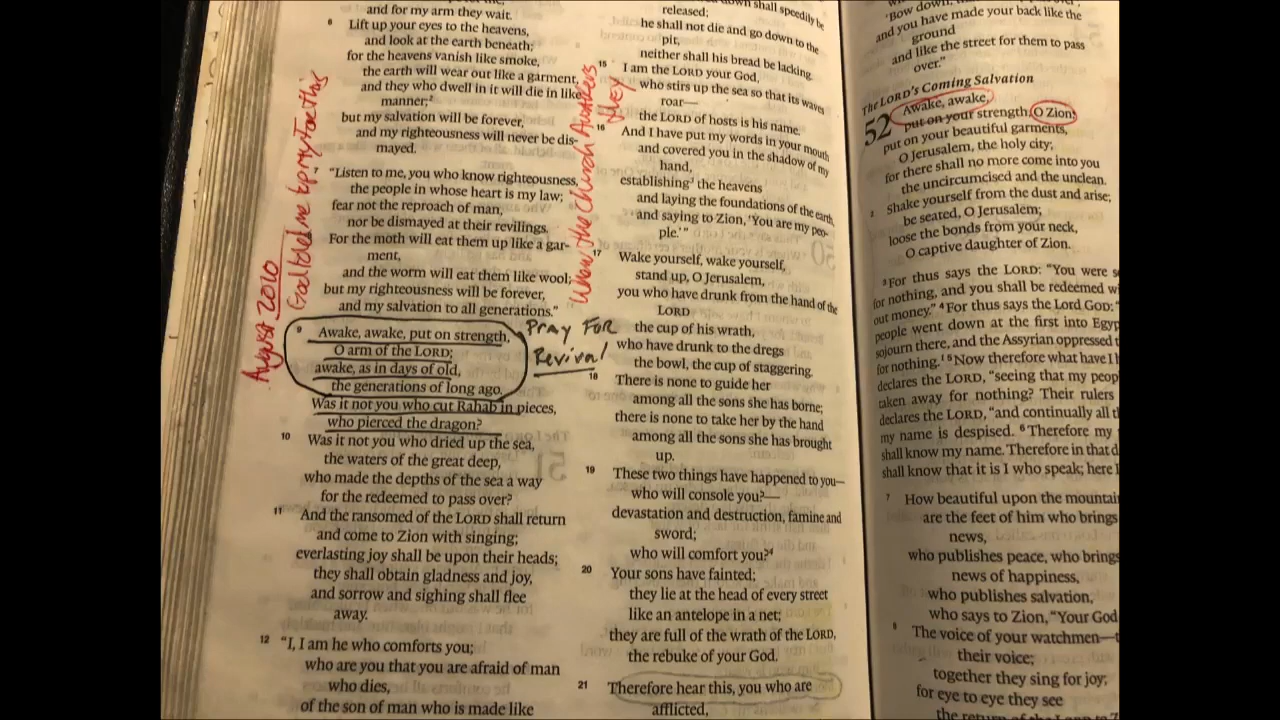 and for my arm they wait.
6 Lift up your eyes to the heavens,
and look at the earth beneath;
for the heavens vanish like smoke,
the earth will wear out like a garment,
and they who dwell in it will die in like
manner;²
but my salvation will be forever,
and my righteousness will never be dis-
mayed.
7 "Listen to me, you who know righteousness,
the people in whose heart is my law;
fear not the reproach of man,
nor be dismayed at their revilings.
8 For the moth will eat them up like a gar-
ment,
and the worm will eat them like wool;
but my righteousness will be forever,
and my salvation to all generations."
9 Awake, awake, put on strength,
O arm of the LORD;
awake, as in days of old,
the generations of long ago.
Was it not you who cut Rahab in pieces,
who pierced the dragon?
10 Was it not you who dried up the sea,
the waters of the great deep,
who made the depths of the sea a way
for the redeemed to pass over?
11 And the ransomed of the LORD shall return
and come to Zion with singing;
everlasting joy shall be upon their heads;
they shall obtain gladness and joy,
and sorrow and sighing shall flee
away.
12 "I, I am he who comforts you;
who are you that you are afraid of man
who dies,
of the son of man who is made like
August 2010
God told me to pray for this
Pray For
Revival
When the Church Awakens
they
down shall speedily be
released;
he shall not die and go down to the
pit,
neither shall his bread be lacking.
15 I am the LORD your God,
who stirs up the sea so that its waves
roar—
the LORD of hosts is his name.
16 And I have put my words in your mouth
and covered you in the shadow of my
hand,
establishing³ the heavens
and laying the foundations of the earth,
and saying to Zion, 'You are my peo-
ple.'"
17 Wake yourself, wake yourself,
stand up, O Jerusalem,
you who have drunk from the hand of the
LORD
the cup of his wrath,
who have drunk to the dregs
the bowl, the cup of staggering.
18 There is none to guide her
among all the sons she has borne;
there is none to take her by the hand
among all the sons she has brought
up.
19 These two things have happened to you—
who will console you?—
devastation and destruction, famine and
sword;
who will comfort you?⁴
20 Your sons have fainted;
they lie at the head of every street
like an antelope in a net;
they are full of the wrath of the LORD,
the rebuke of your God.
21 Therefore hear this, you who are
afflicted,
'Bow down,
and you have made your back like the
ground
and like the street for them to pass
over."
The LORD's Coming Salvation
52 Awake, awake,
put on your strength, O Zion;
put on your beautiful garments,
O Jerusalem, the holy city;
for there shall no more come into you
the uncircumcised and the unclean.
2 Shake yourself from the dust and arise;
be seated, O Jerusalem;
loose the bonds from your neck,
O captive daughter of Zion.
3 For thus says the LORD: "You were
for nothing, and you shall be redeemed
out money." 4 For thus says the Lord GOD:
people went down at the first into
sojourn there, and the Assyrian oppressed
for nothing. 5 Now therefore what have I
declares the LORD, "seeing that my
taken away for nothing? Their rulers
declares the LORD, "and continually all
my name is despised. 6 Therefore my
shall know my name. Therefore in that
shall know that it is I who speak; here
7 How beautiful upon the
are the feet of him who brings
news,
who publishes peace, who brings
news of happiness,
who publishes salvation,
who says to Zion, "Your God
8 The voice of your watchmen—
their voice;
together they sing for joy;
for eye to eye they see
the return of the LORD to